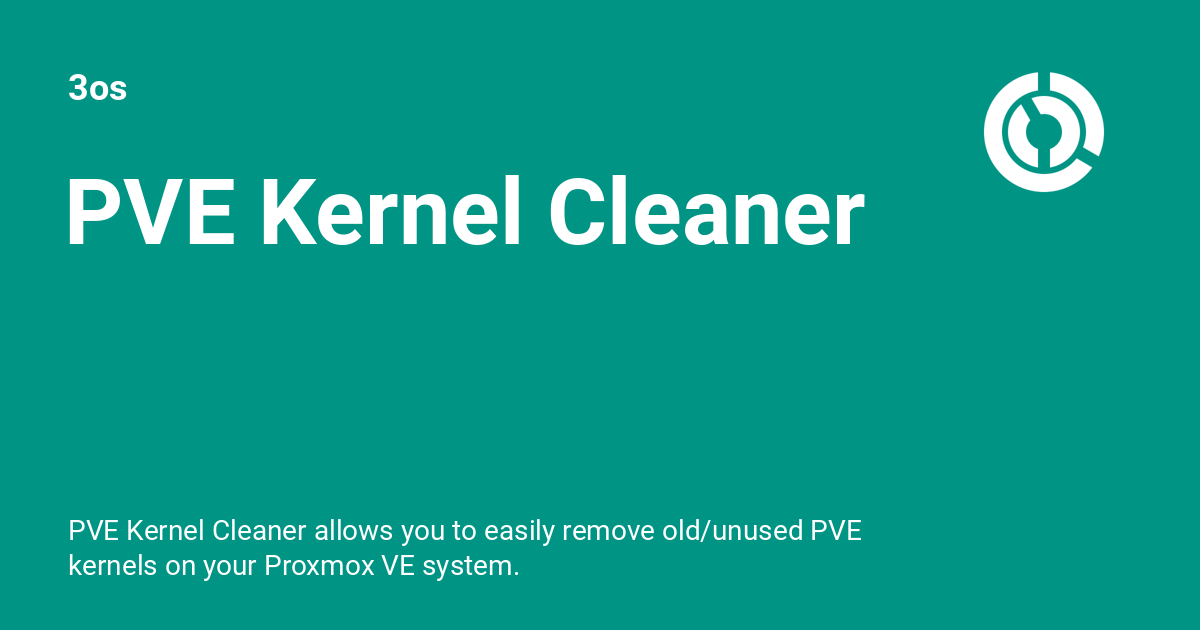 3os
PVE Kernel Cleaner
PVE Kernel Cleaner allows you to easily remove old/unused PVE
kernels on your Proxmox VE system.